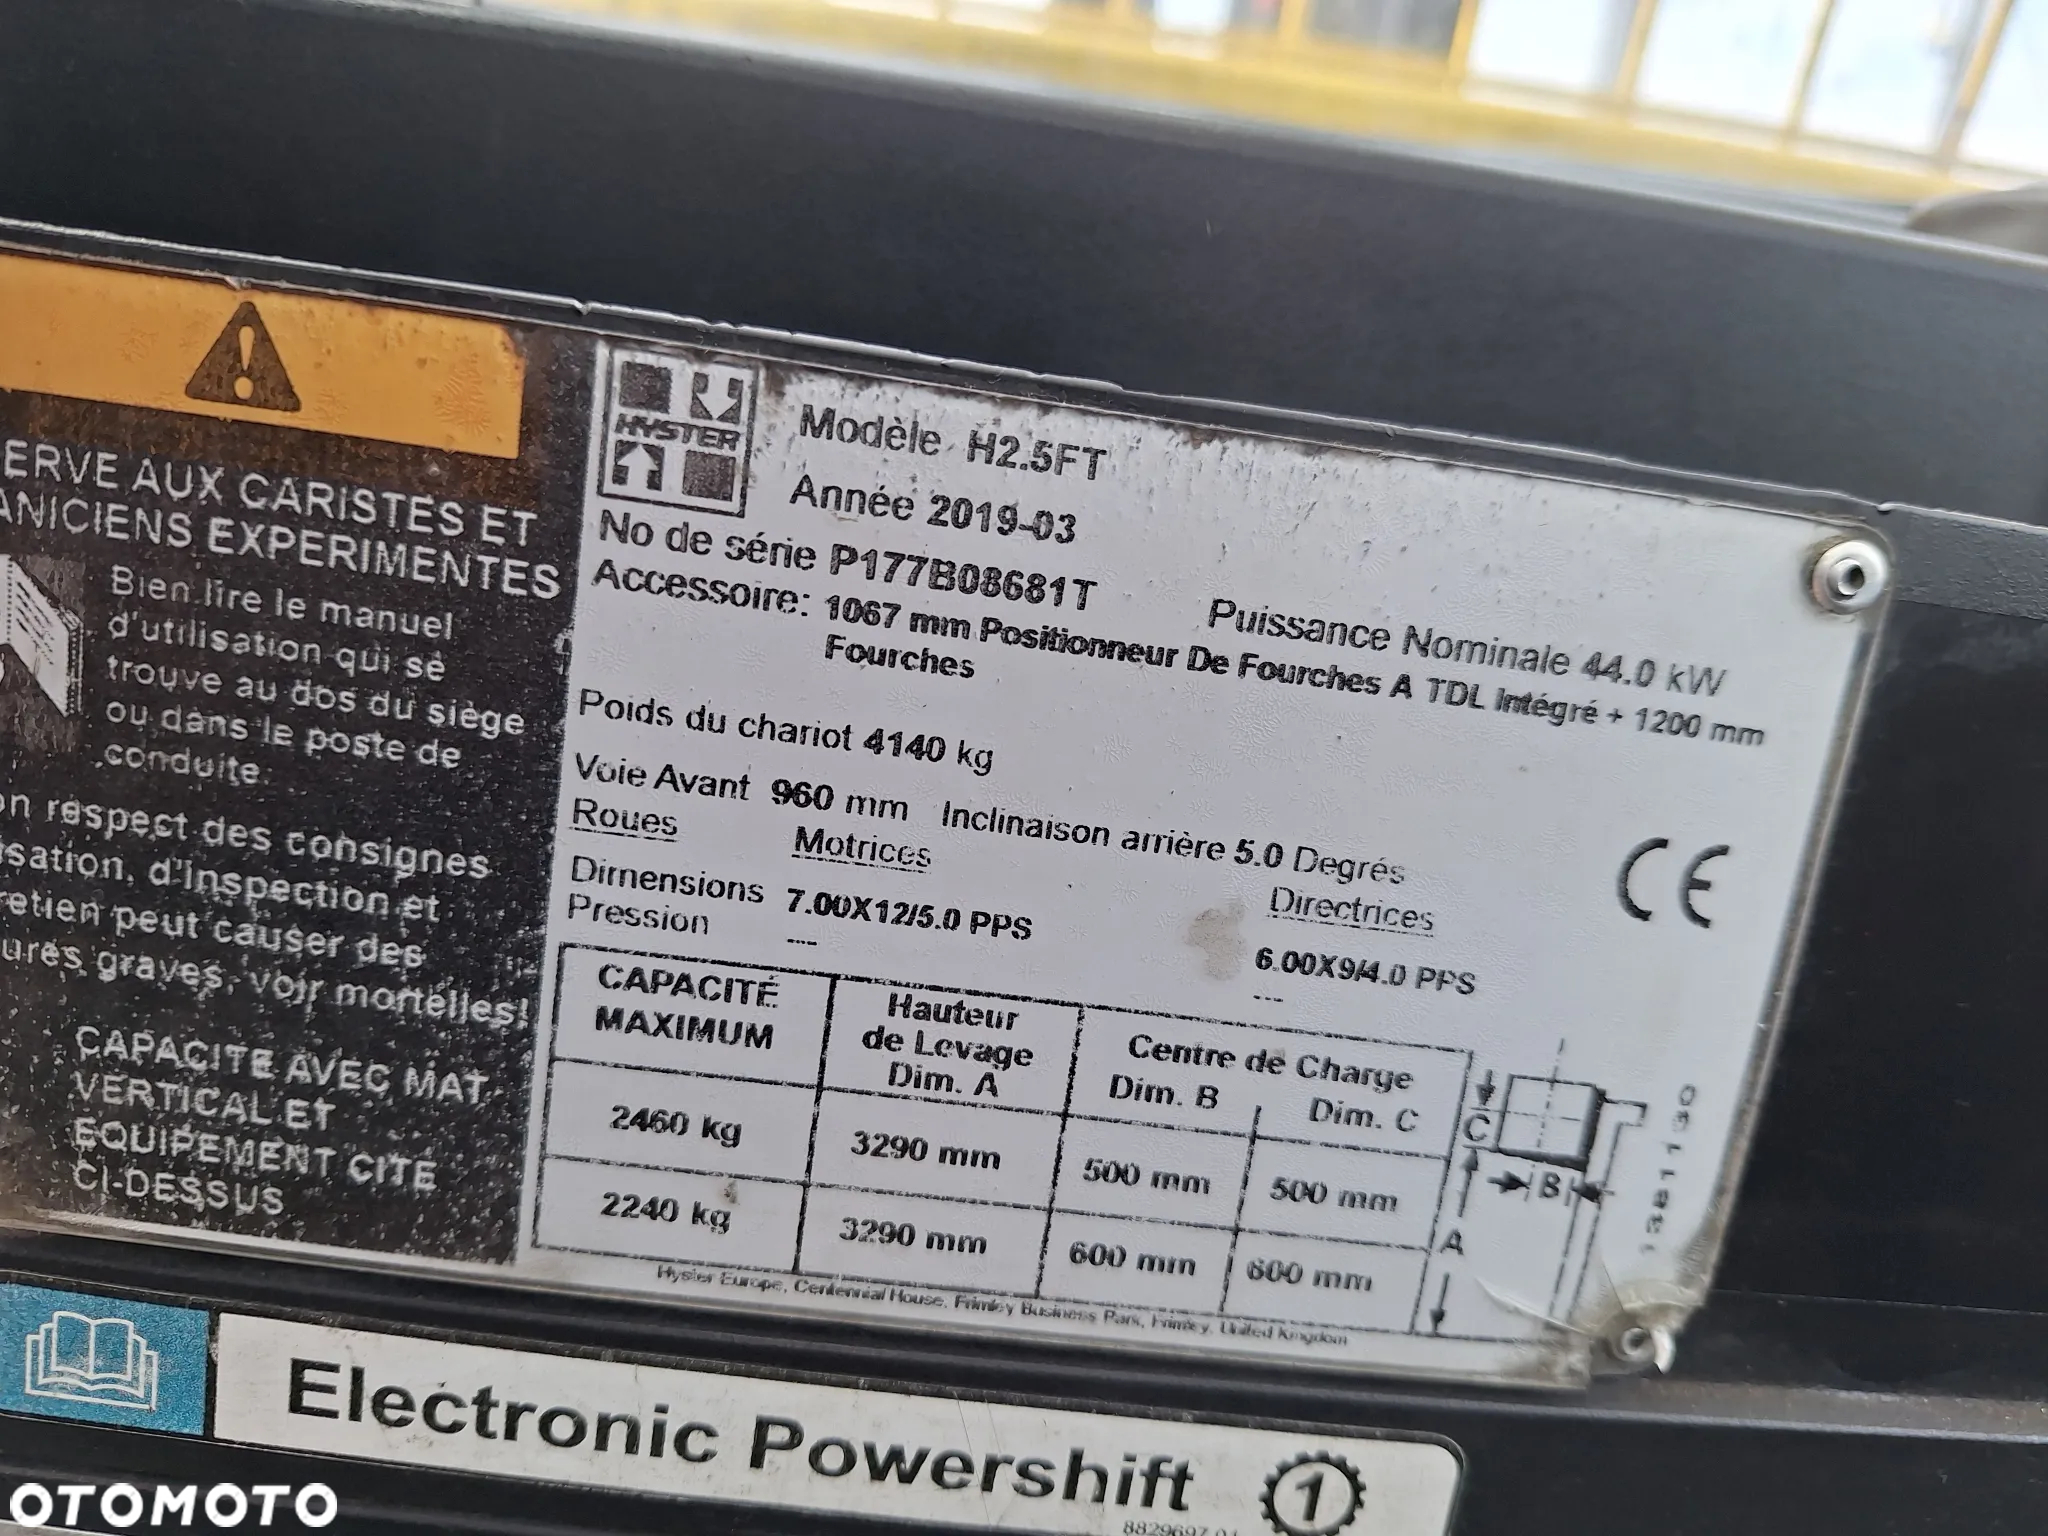 ERVE AUX CARISTES ET
ANICIENS EXPERIMENTES
Bien lire le manuel
d'utilisation qui se
trouve au dos du siège
ou dans le poste de
conduite.
on respect des consignes
isation, d'Inspection et
retien peut causer des
ures graves, voir mortelles!
CAPACITE AVEC MAT
VERTICAL ET
EQUIPEMENT CITE
CI-DESSUS
HYSTER
Modèle H2.5FT
Année 2019-03
No de série P177B08681T
Puissance Nominale 44.0 kW
Accessoire: 1067 mm Positionneur De Fourches A TDL Intégré + 1200 mm
Fourches
Poids du chariot 4140 kg
Voie Avant 960 mm Inclinaison arrière 5.0 Degrés
Roues Motrices Directrices
Dimensions 7.00X12/5.0 PPS 6.00X9/4.0 PPS
Pression --- ---
CAPACITÉ
MAXIMUM
Hauteur
de Levage
Dim. A
Centre de Charge
Dim. B Dim. C
2460 kg 3290 mm 500 mm 500 mm
2240 kg 3290 mm 600 mm 600 mm
C
B
A
1381130
CE
Hyster Europe, Centennial House, Frimley Business Park, Frimley, United Kingdom
Electronic Powershift 1
8829697
OTOMOTO